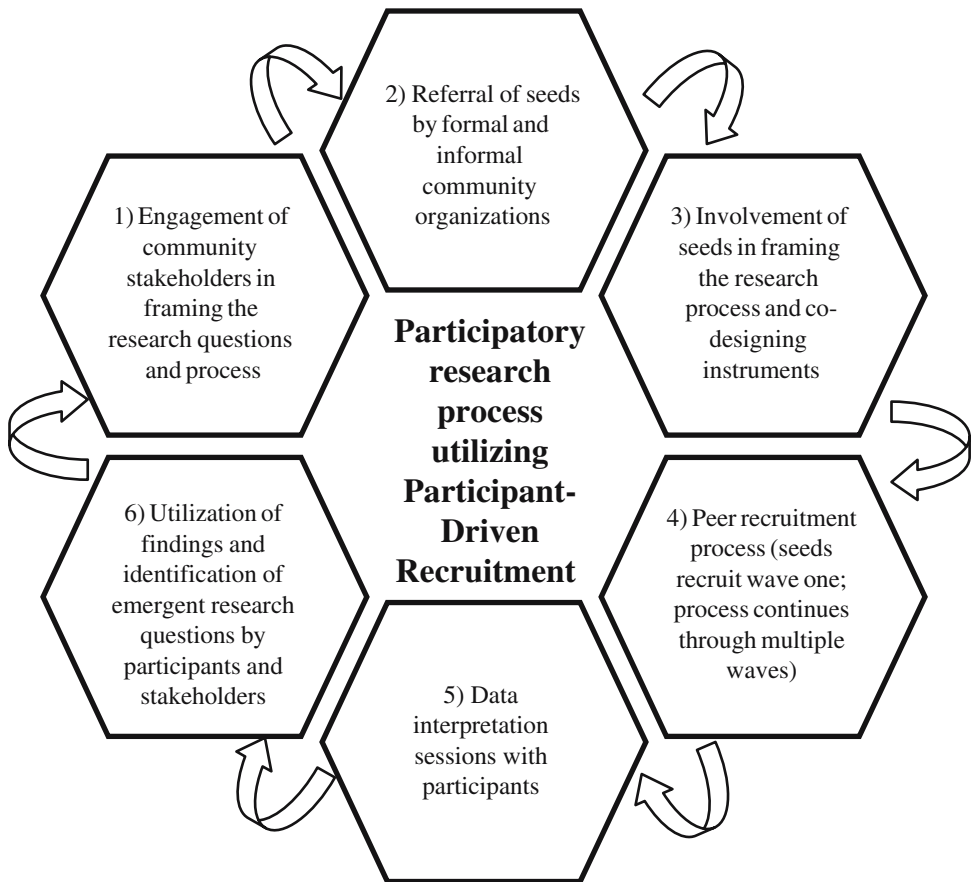 2) Referral of seeds
by formal and
informal
community
organizations
1) Engagement of
community
stakeholders in
framing the
research questions
and process
3) Involvement of
seeds in framing
the research
process and co-
designing
instruments
Participatory
research
process
utilizing
Participant-
Driven
Recruitment
4) Peer recruitment
process (seeds
recruit wave one;
process continues
through multiple
waves)
5) Data
interpretation
sessions with
participants
6) Utilization of
findings and
identification of
emergent research
questions by
participants and
stakeholders